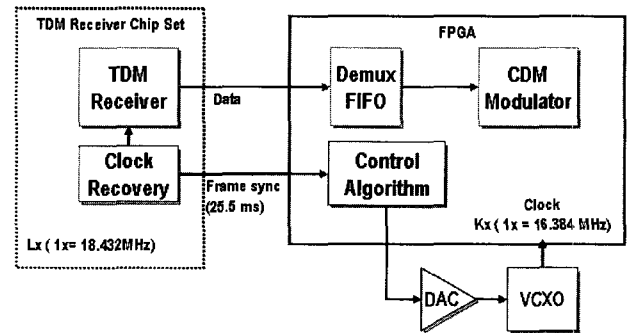 TDM Receiver Chip Set
FPGA
TDM
Receiver
Data
Demux
FIFO
CDM
Modulator
Clock
Recovery
Frame sync
(25.5 ms)
Control
Algorithm
Clock
Kx ( 1x = 16.384 MHz)
Lx ( 1x= 18.432MHz)
DAC
VCXO